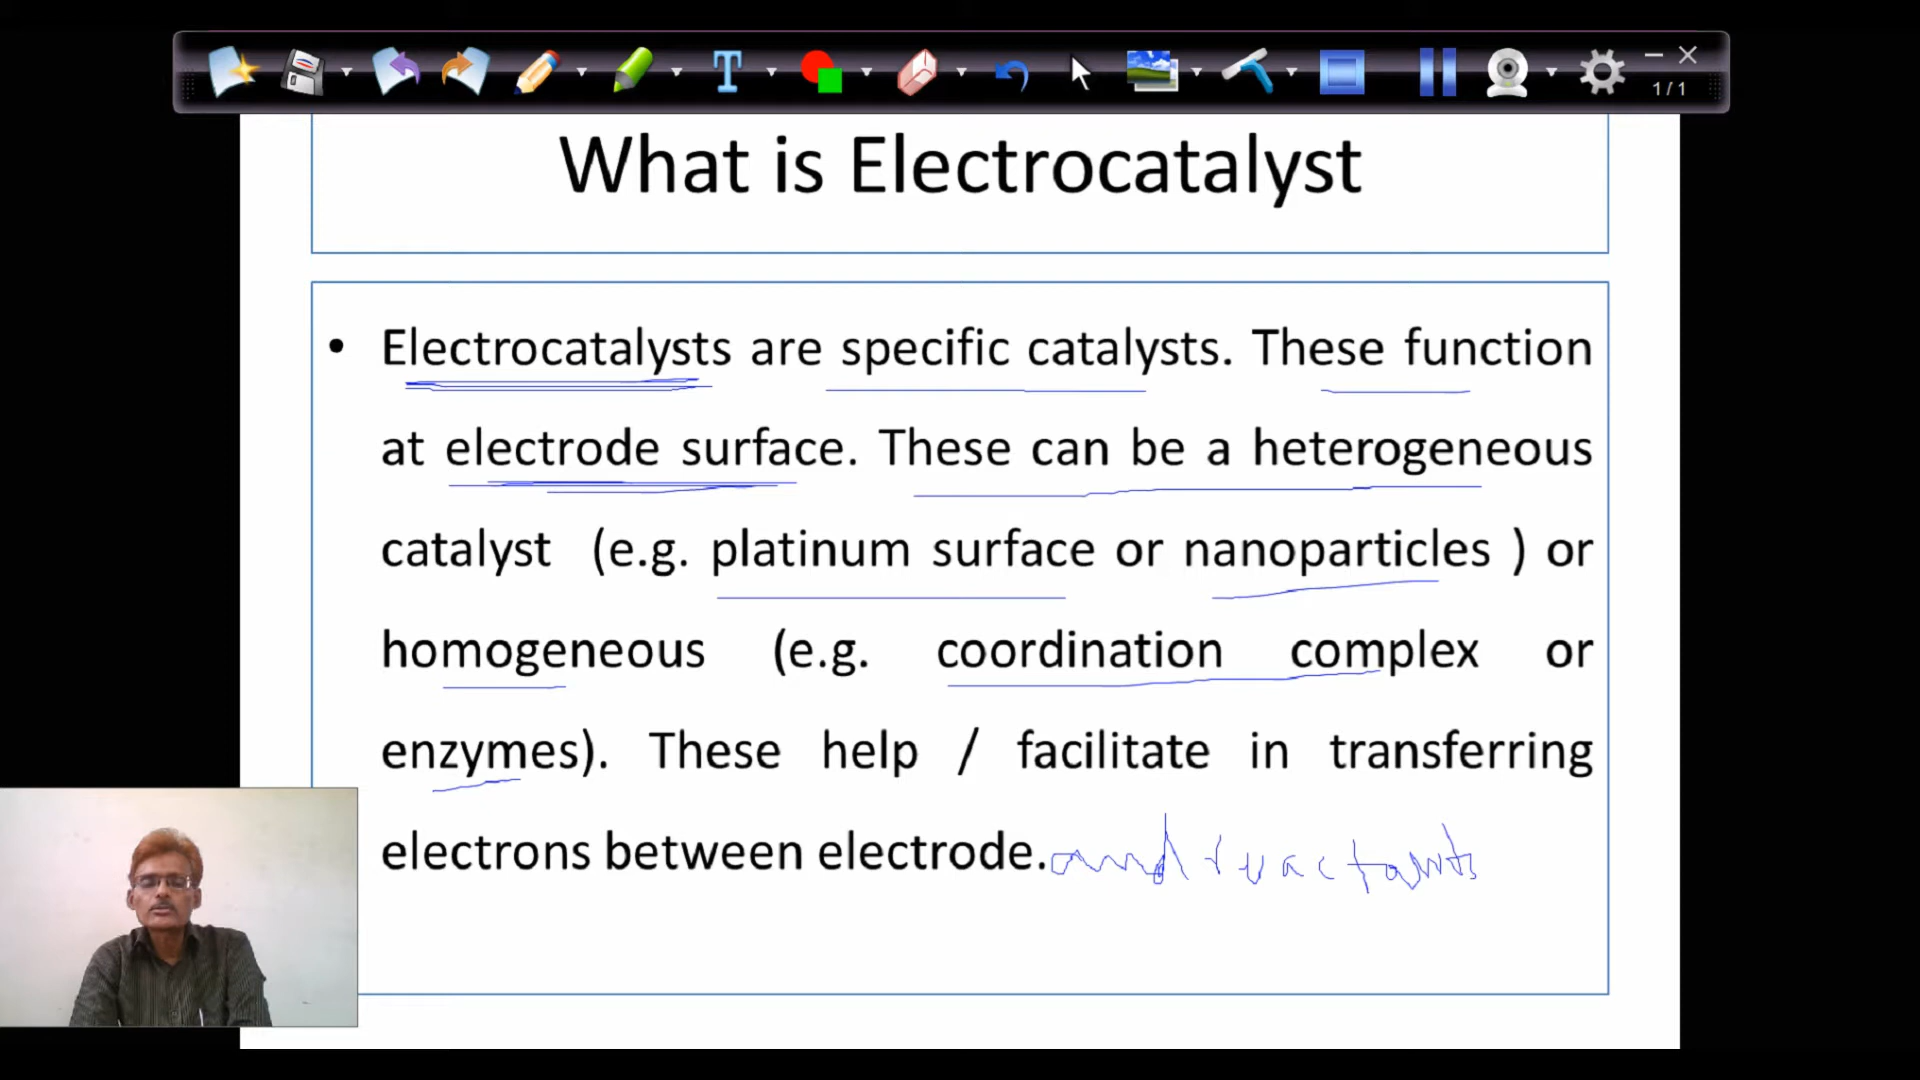 1/1
What is Electrocatalyst
• Electrocatalysts are specific catalysts. These function
at electrode surface. These can be a heterogeneous
catalyst (e.g. platinum surface or nanoparticles ) or
homogeneous (e.g. coordination complex or
enzymes). These help / facilitate in transferring
electrons between electrode. and reactants